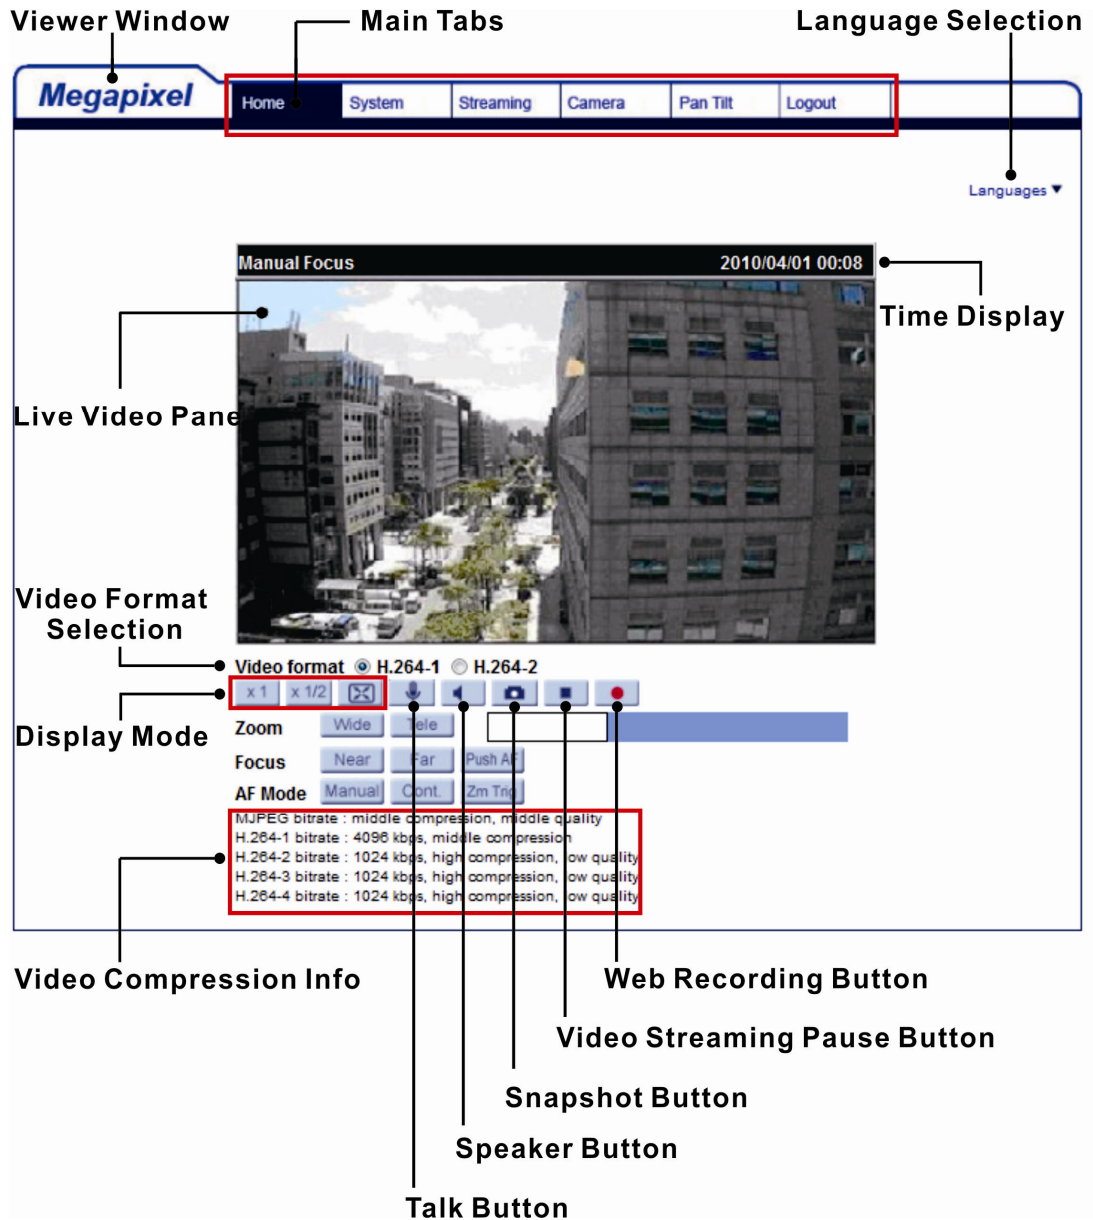 Viewer Window
Main Tabs
Language Selection
Megapixel
Home
System
Streaming
Camera
Pan Tilt
Logout
Languages ▼
Manual Focus
2010/04/01 00:08
Time Display
Live Video Pane
Video Format
Selection
Video format H.264-1 H.264-2
x 1
x 1/2
Display Mode
Zoom Wide Tele
Focus Near Far Push AF
AF Mode Manual Cont. Zm Trig
MJPEG bitrate : middle compression, middle quality
H.264-1 bitrate : 4096 kbps, middle compression
H.264-2 bitrate : 1024 kbps, high compression, low quality
H.264-3 bitrate : 1024 kbps, high compression, low quality
H.264-4 bitrate : 1024 kbps, high compression, low quality
Video Compression Info
Web Recording Button
Video Streaming Pause Button
Snapshot Button
Speaker Button
Talk Button